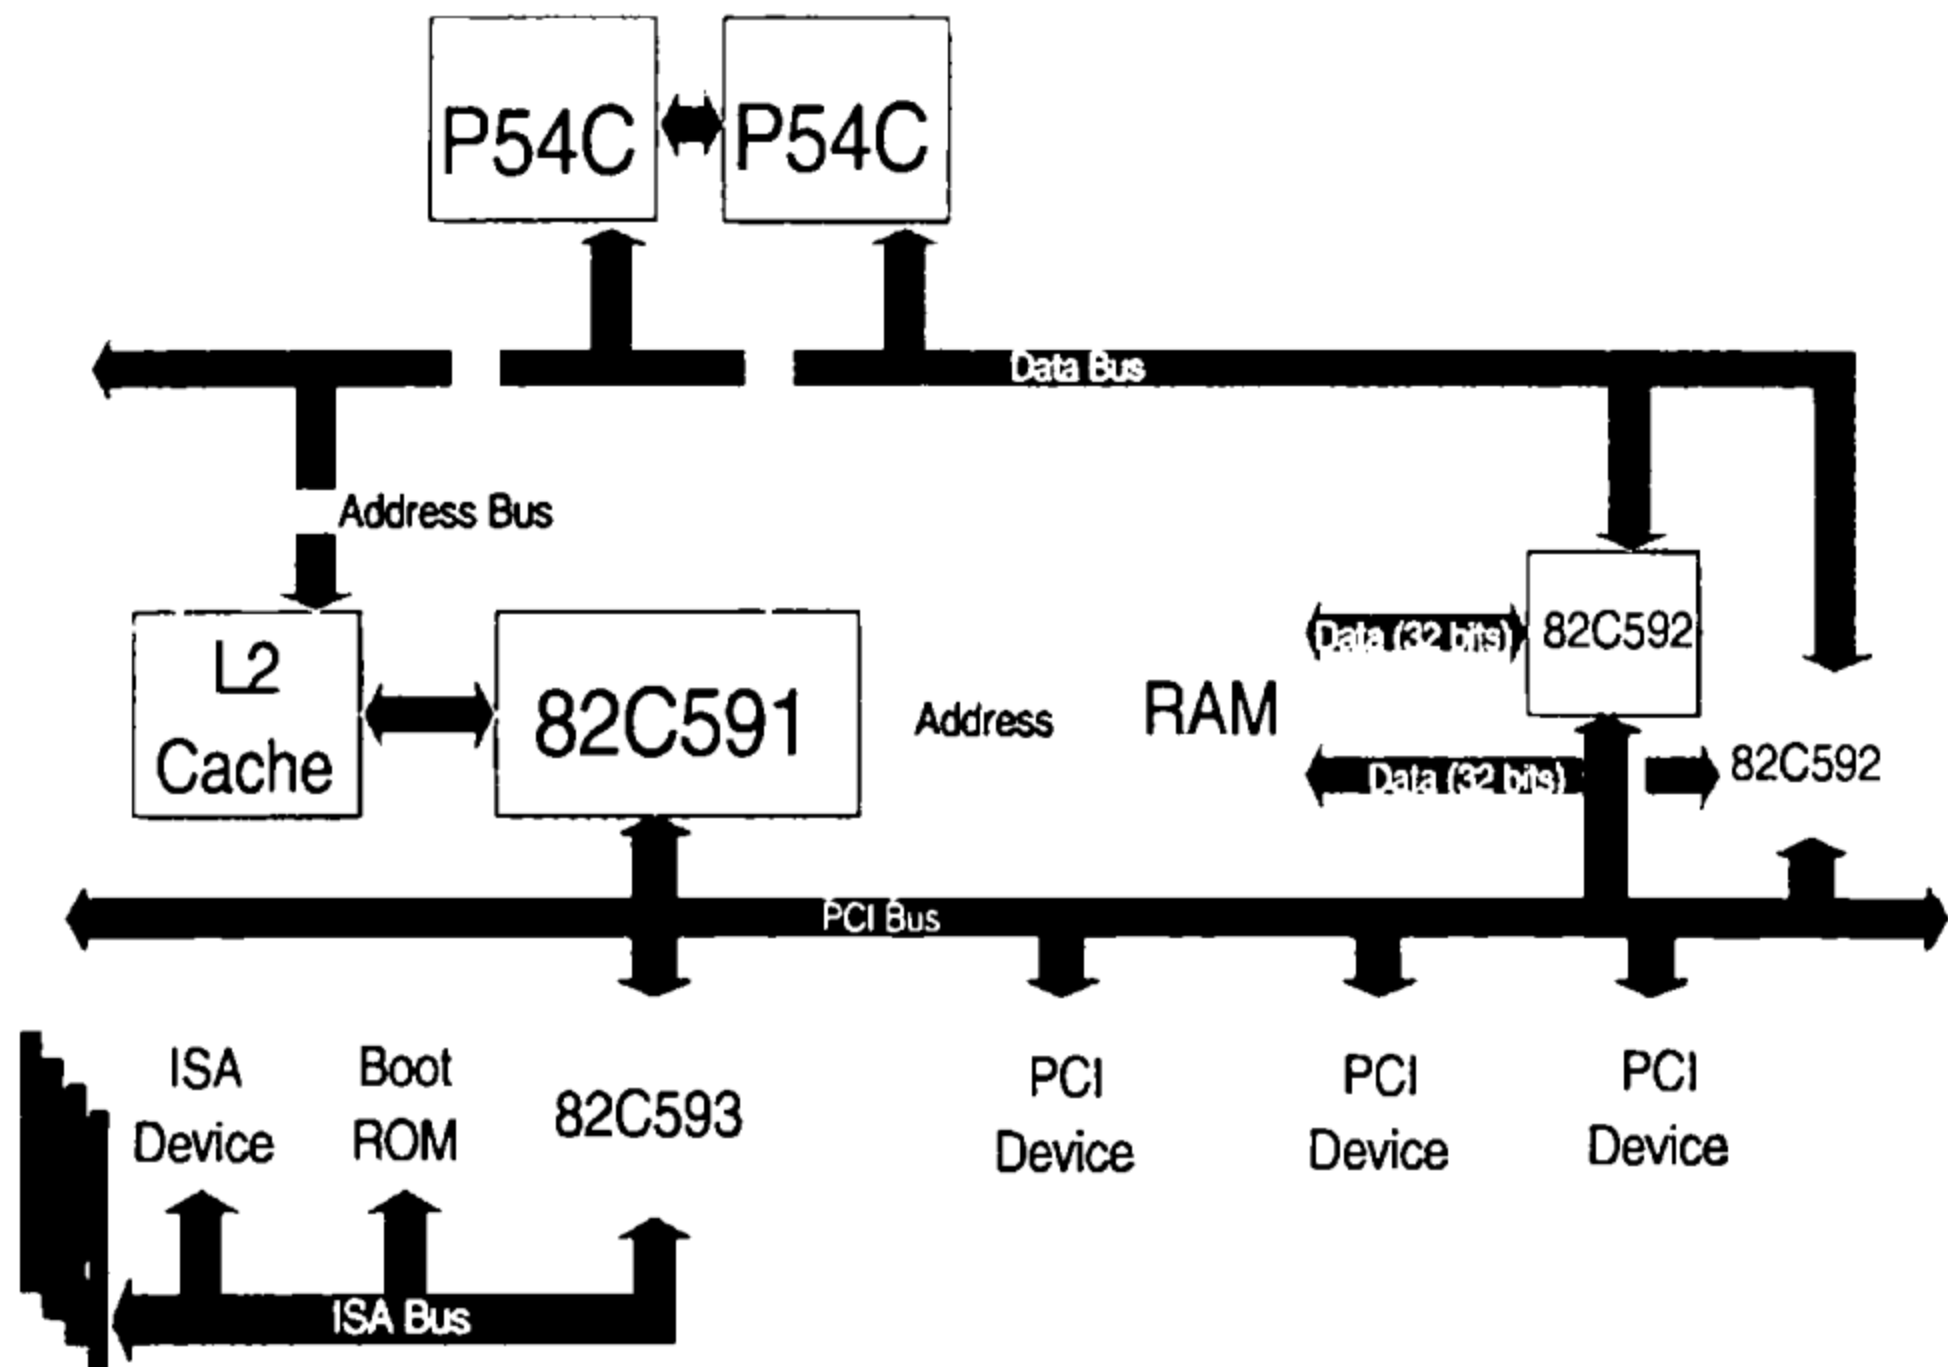 P54C
P54C
Data Bus
Address Bus
L2
Cache
82C591
Address
RAM
Data (32 bits)
82C592
Data (32 bits)
82C592
PCI Bus
ISA
Device
Boot
ROM
82C593
PCI
Device
PCI
Device
PCI
Device
ISA Bus